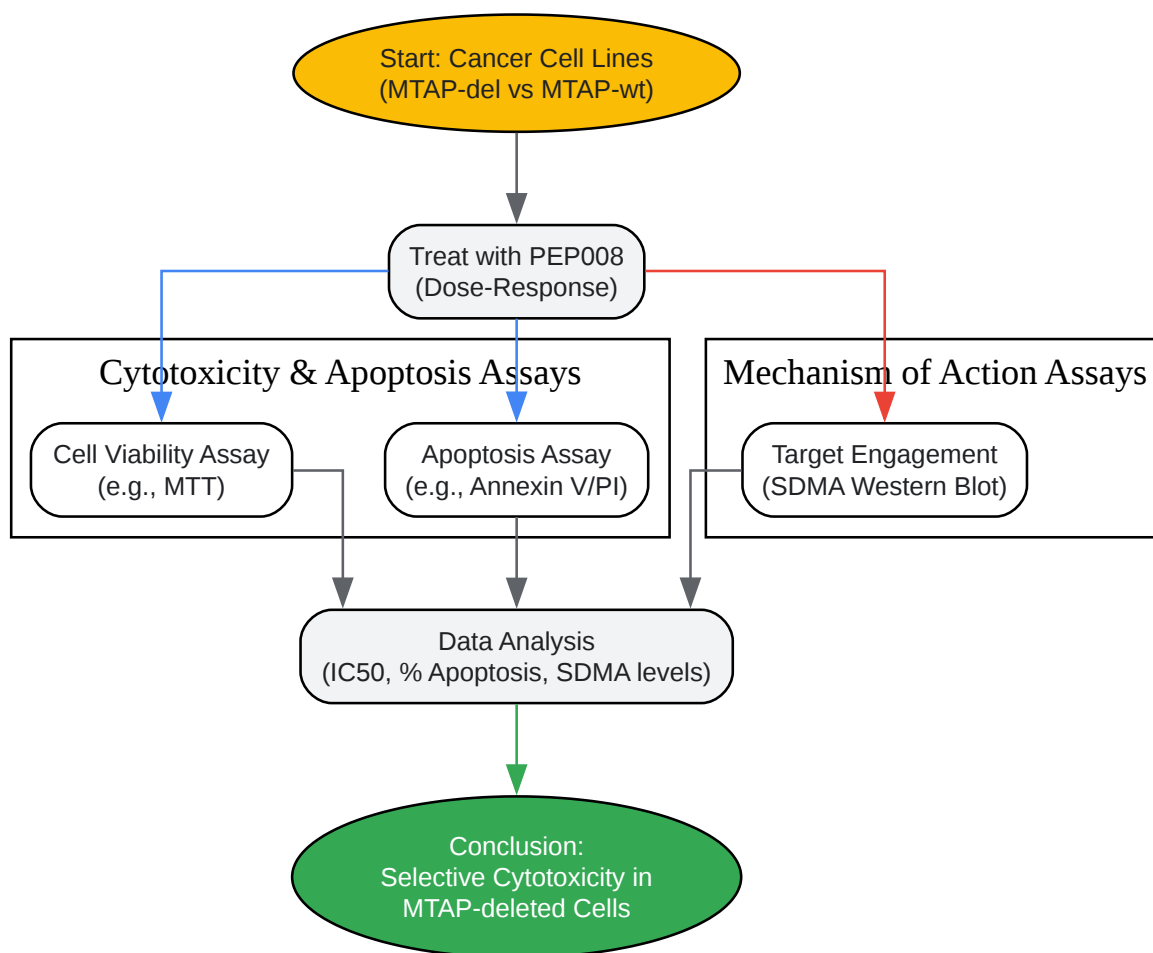 Start: Cancer Cell Lines
(MTAP-del vs MTAP-wt)
Treat with PEP008
(Dose-Response)
Cytotoxicity & Apoptosis Assays
Mechanism of Action Assays
Cell Viability Assay
(e.g., MTT)
Apoptosis Assay
(e.g., Annexin V/PI)
Target Engagement
(SDMA Western Blot)
Data Analysis
(IC50, % Apoptosis, SDMA levels)
Conclusion:
Selective Cytotoxicity in
MTAP-deleted Cells